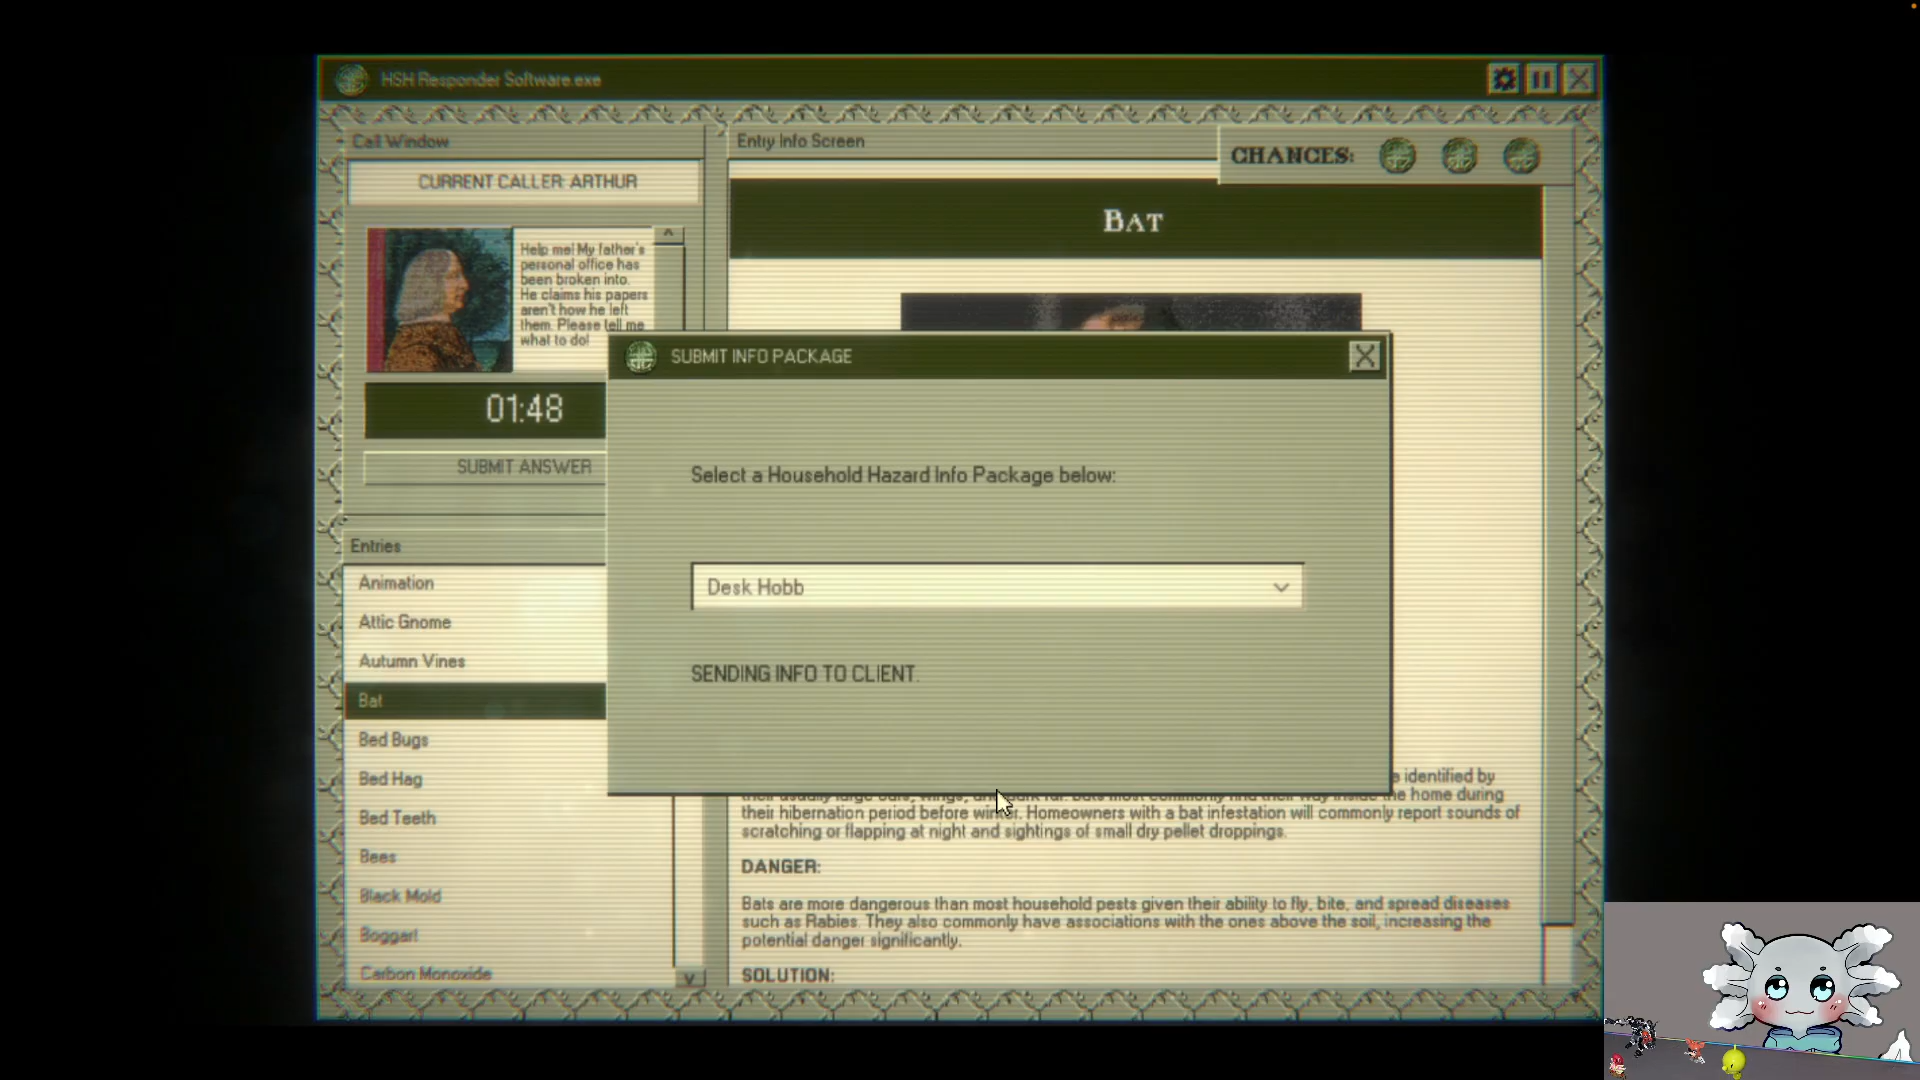 HSH Responder Software.exe
Call Window
CURRENT CALLER: ARTHUR
Help me! My father's
personal office has
been broken into.
He claims his papers
aren't how he left
them. Please tell me
what to do!
01:48
SUBMIT ANSWER
Entries
Animation
Attic Gnome
Autumn Vines
Bat
Bed Bugs
Bed Hag
Bed Teeth
Bees
Black Mold
Boggart
Carbon Monoxide
Entry Info Screen
CHANCES:
BAT
SUBMIT INFO PACKAGE
Select a Household Hazard Info Package below:
Desk Hobb
SENDING INFO TO CLIENT.
identified by
the home during
their hibernation period before winter. Homeowners with a bat infestation will commonly report sounds of
scratching or flapping at night and sightings of small dry pellet droppings.
DANGER:
Bats are more dangerous than most household pests given their ability to fly, bite, and spread diseases
such as Rabies. They also commonly have associations with the ones above the soil, increasing the
potential danger significantly.
SOLUTION: